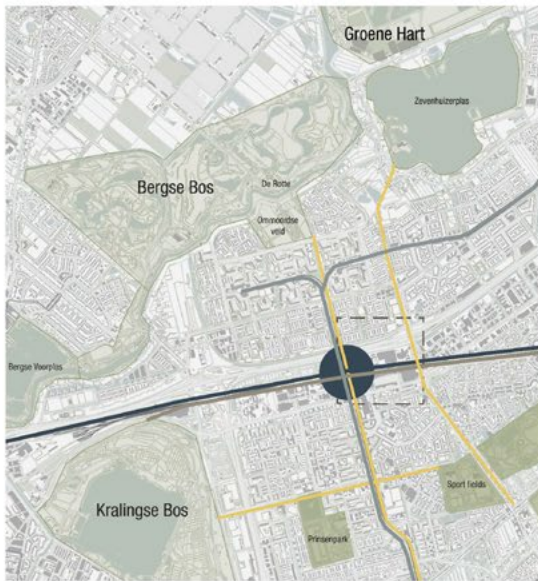 Groene Hart
Zevenhuizerplas
Bergse Bos
De Rotte
Ommoordse
veld
Bergse Voorplas
Kralingse Bos
Sport fields
Prinsenpark